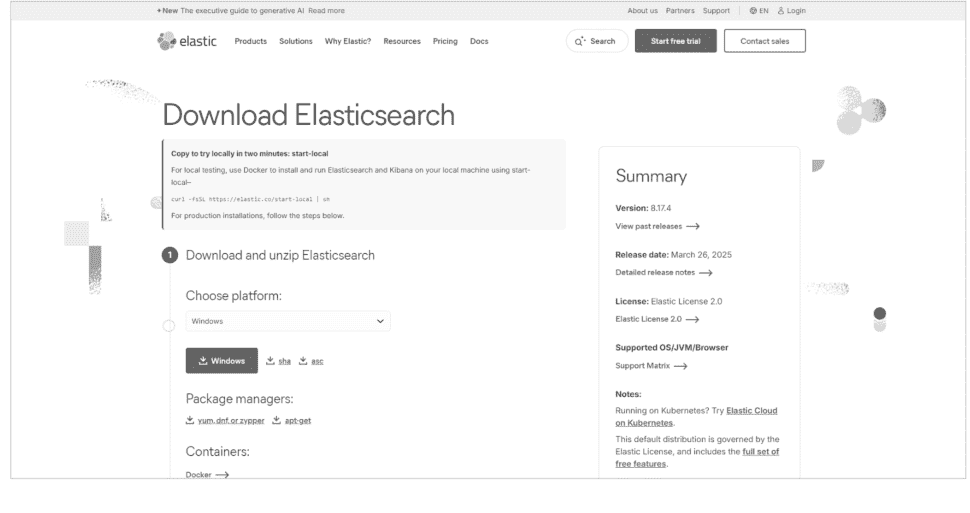 New The executive guide to generative AI Read more
About us Partners Support EN Login
elastic Products Solutions Why Elastic? Resources Pricing Docs Search Start free trial Contact sales
Download Elasticsearch
Copy to try locally in two minutes: start-local
For local testing, use Docker to install and run Elasticsearch and Kibana on your local machine using start-
local–
curl -fsSL https://elastic.co/start-local | sh
For production installations, follow the steps below.
1 Download and unzip Elasticsearch
Choose platform:
Windows
Windows sha asc
Package managers:
yum, dnf, or zypper apt-get
Containers:
Docker
Summary
Version: 8.17.4
View past releases
Release date: March 26, 2025
Detailed release notes
License: Elastic License 2.0
Elastic License 2.0
Supported OS/JVM/Browser
Support Matrix
Notes:
Running on Kubernetes? Try Elastic Cloud
on Kubernetes.
This default distribution is governed by the
Elastic License, and includes the full set of
free features.